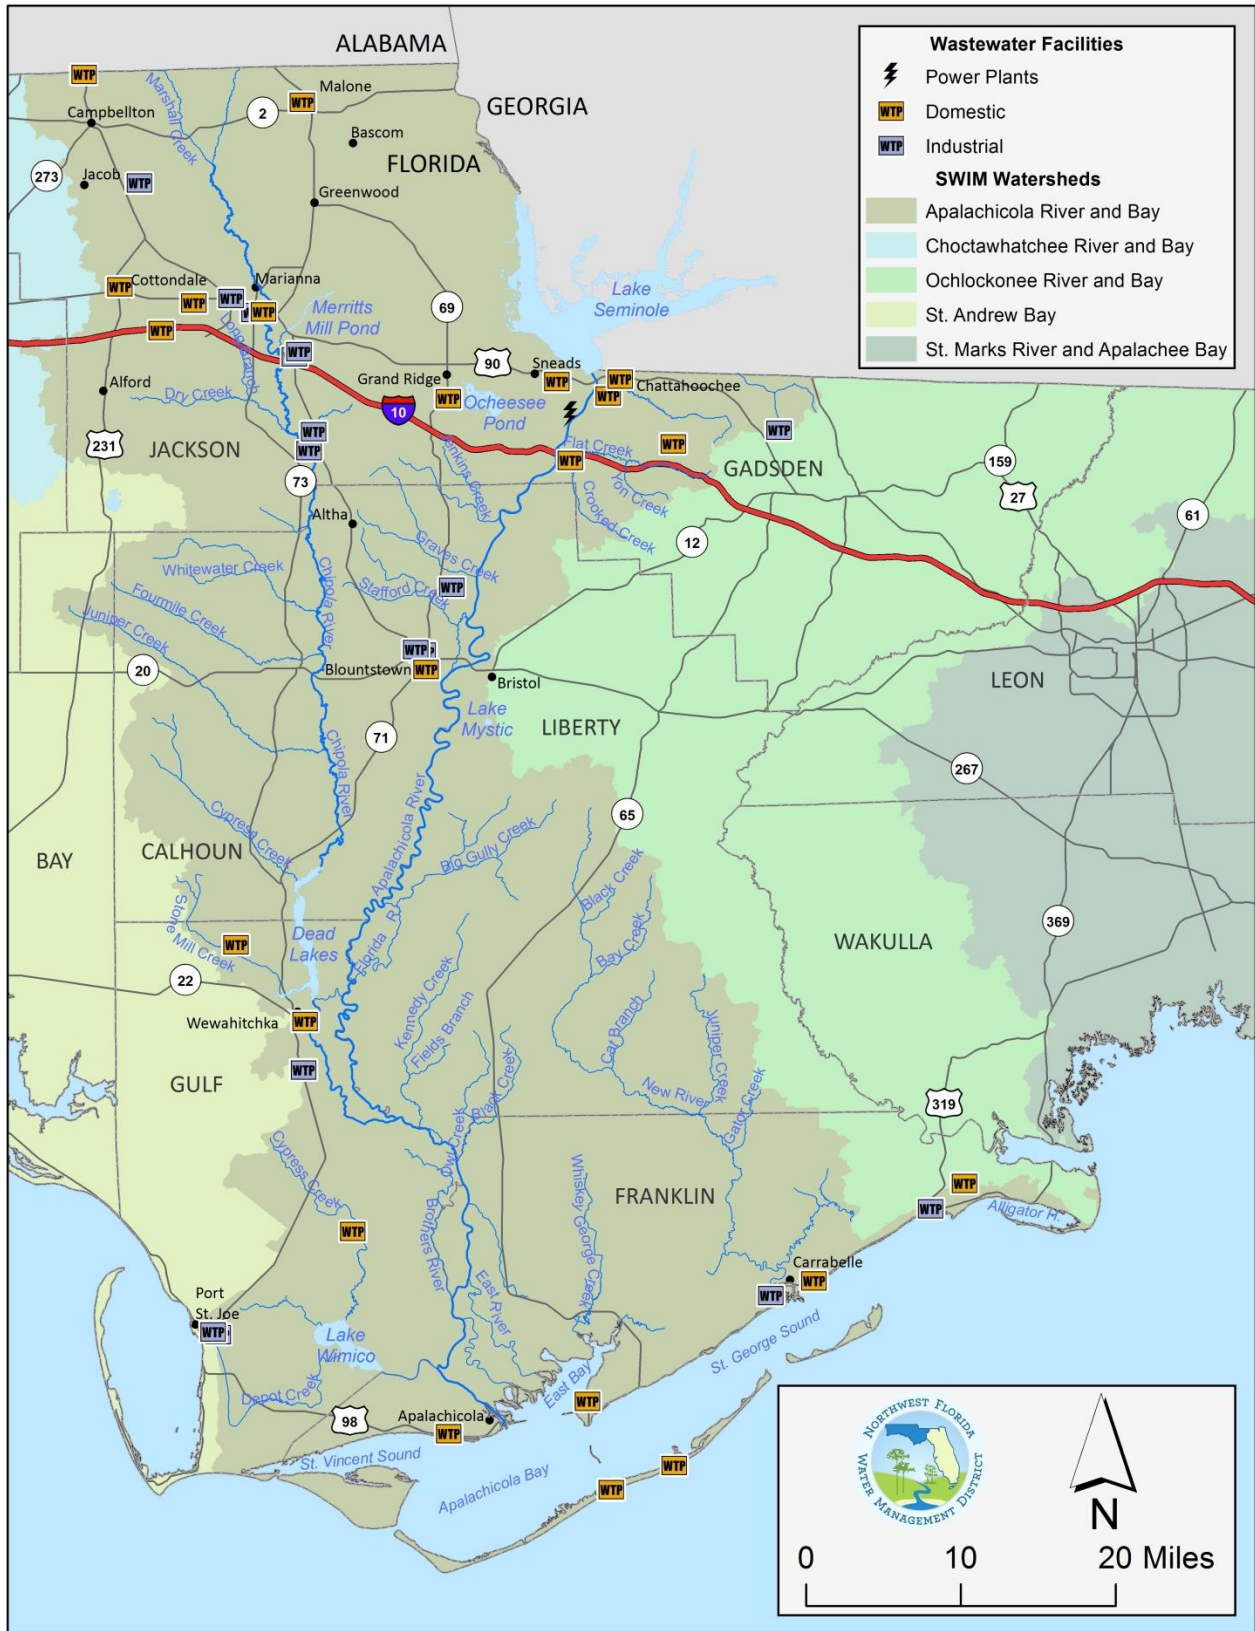 ALABAMA
GEORGIA
FLORIDA
Wastewater Facilities
Power Plants
WTP Domestic
WTP Industrial
SWIM Watersheds
Apalachicola River and Bay
Choctawhatchee River and Bay
Ochlockonee River and Bay
St. Andrew Bay
St. Marks River and Apalachee Bay
WTP
Marshall Creek
Malone
WTP
2
Campbellton
Bascom
273
Jacob
WTP
Greenwood
Cottondale
WTP
WTP
WTP
Marianna
WTP
WTP
Merritts
Mill Pond
Lake
Seminole
69
Long Branch
WTP
90
Sneads
WTP
WTP
WTP
Chattahoochee
Alford
Dry Creek
Grand Ridge
WTP
10
Ocheesee
Pond
231
JACKSON
WTP
WTP
73
Jenkins Creek
WTP
Flat Creek
WTP
WTP
GADSDEN
Yon Creek
Crooked Creek
159
27
61
12
Altha
Graves Creek
Whitewater Creek
Chipola River
Stafford Creek
WTP
Fourmile Creek
Juniper Creek
WTP
Blountstown
WTP
20
Bristol
LEON
Lake
Mystic
LIBERTY
71
Chipola River
267
65
Apalachicola River
Cypress Creek
BAY
CALHOUN
Big Gully Creek
Black Creek
Stone
Mill Creek
WTP
Dead
Lakes
Florida R
Bay Creek
WAKULLA
369
22
Kennedy Creek
Wewahitchka
WTP
Fields Branch
Cat Branch
Juniper Creek
WTP
GULF
Black Creek
New River
Gator Creek
319
Owl Creek
Cypress Creek
Brothers River
Whiskey George Creek
FRANKLIN
WTP
WTP
Alligator H.
WTP
East River
Carrabelle
WTP
WTP
Port
St. Joe
WTP
Lake
Wimico
St. George Sound
Depot Creek
East Bay
98
Apalachicola
WTP
WTP
St. Vincent Sound
Apalachicola Bay
WTP
WTP
NORTHWEST FLORIDA
WATER MANAGEMENT DISTRICT
N
0 10 20 Miles